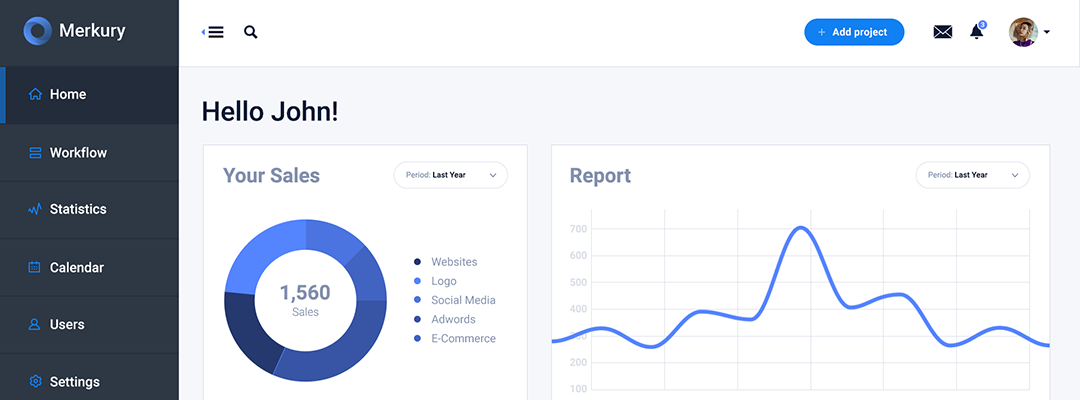 Merkury
+ Add project
3
Home
Workflow
Statistics
Calendar
Users
Settings
Hello John!
Your Sales
Period: Last Year
1,560
Sales
Websites
Logo
Social Media
Adwords
E-Commerce
Report
Period: Last Year
700
600
500
400
300
200
100